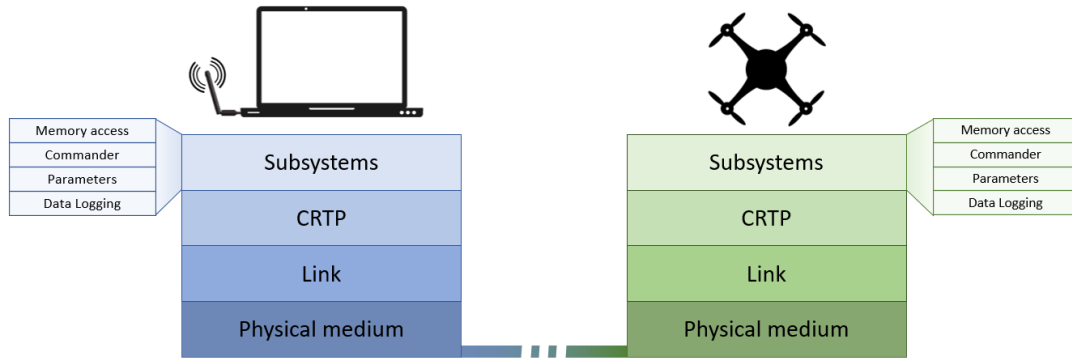 Memory access
Commander
Parameters
Data Logging
Subsystems
CRTP
Link
Physical medium
Subsystems
CRTP
Link
Physical medium
Memory access
Commander
Parameters
Data Logging